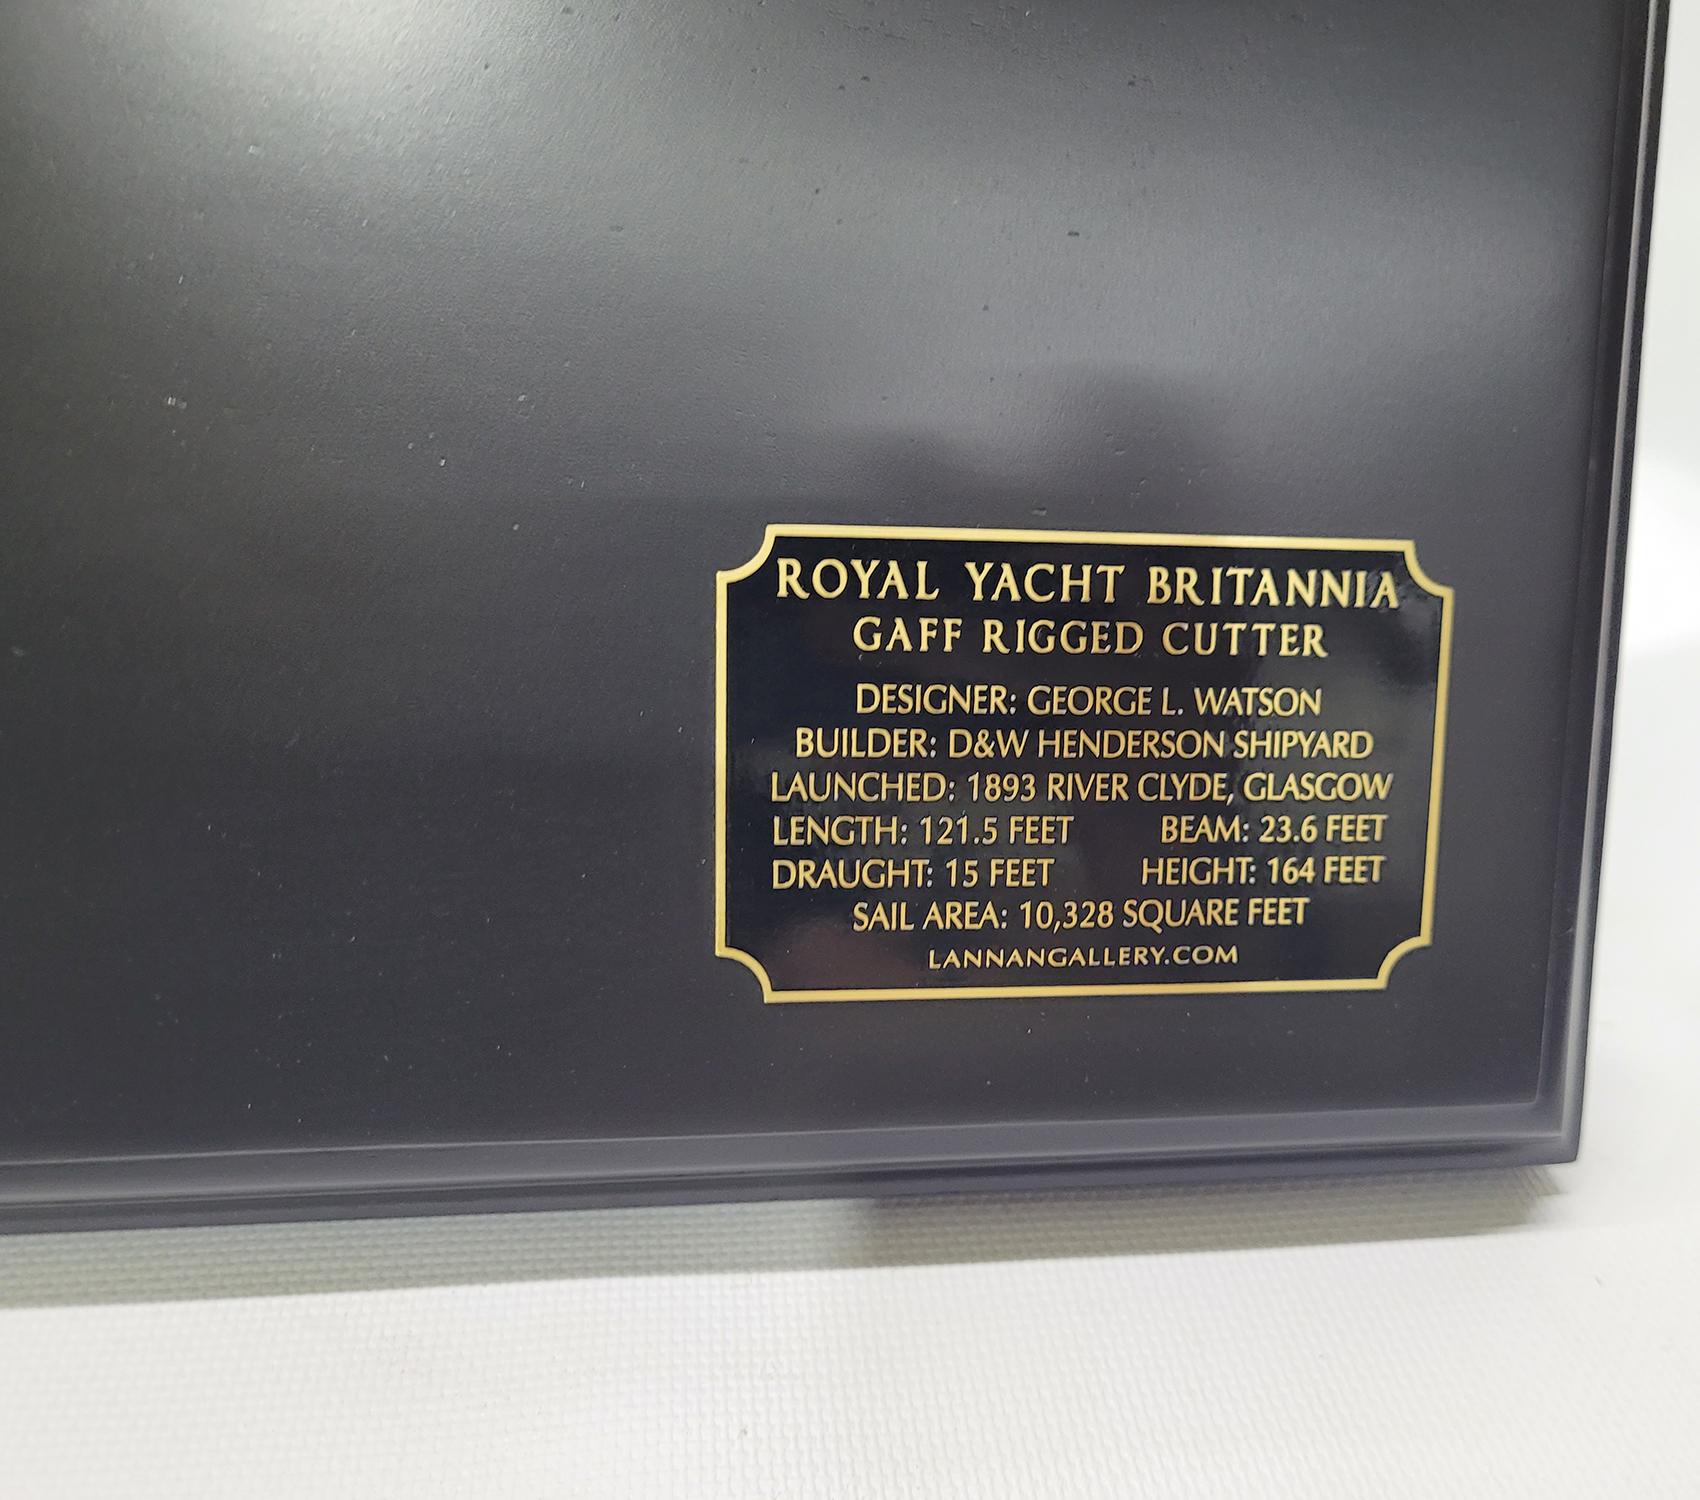 ROYAL YACHT BRITANNIA
GAFF RIGGED CUTTER
DESIGNER: GEORGE L. WATSON
BUILDER: D&W HENDERSON SHIPYARD
LAUNCHED: 1893 RIVER CLYDE, GLASGOW
LENGTH: 121.5 FEET BEAM: 23.6 FEET
DRAUGHT: 15 FEET HEIGHT: 164 FEET
SAIL AREA: 10,328 SQUARE FEET
LANNANGALLERY.COM